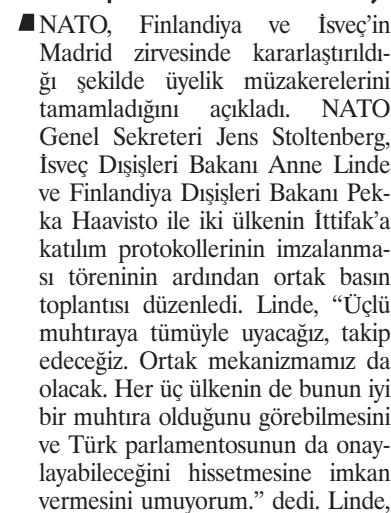 NATO, Finlandiya ve İsveç’in
Madrid zirvesinde kararlaştırıldı-
ğı şekilde üyelik müzakerelerini
tamamladığını açıkladı. NATO
Genel Sekreteri Jens Stoltenberg,
İsveç Dışişleri Bakanı Anne Linde
ve Finlandiya Dışişleri Bakanı Pek-
ka Haavisto ile iki ülkenin İttifak’a
katılım protokollerinin imzalanma-
sı töreninin ardından ortak basın
toplantısı düzenledi. Linde, “Üçlü
muhtıraya tümüyle uyacağız, takip
edeceğiz. Ortak mekanizmamız da
olacak. Her üç ülkenin de bunun iyi
bir muhtıra olduğunu görebilmesini
ve Türk parlamentosunun da onay-
layabileceğini hissetmesine imkan
vermesini umuyorum.” dedi. Linde,